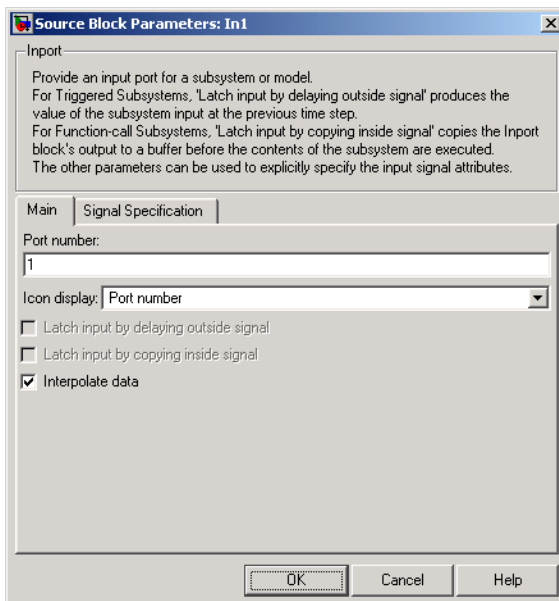 Source Block Parameters: In1
Inport
Provide an input port for a subsystem or model.
For Triggered Subsystems, 'Latch input by delaying outside signal' produces the
value of the subsystem input at the previous time step.
For Function-call Subsystems, 'Latch input by copying inside signal' copies the Inport
block's output to a buffer before the contents of the subsystem are executed.
The other parameters can be used to explicitly specify the input signal attributes.
Main
Signal Specification
Port number:
1
Icon display: Port number
Latch input by delaying outside signal
Latch input by copying inside signal
Interpolate data
OK
Cancel
Help